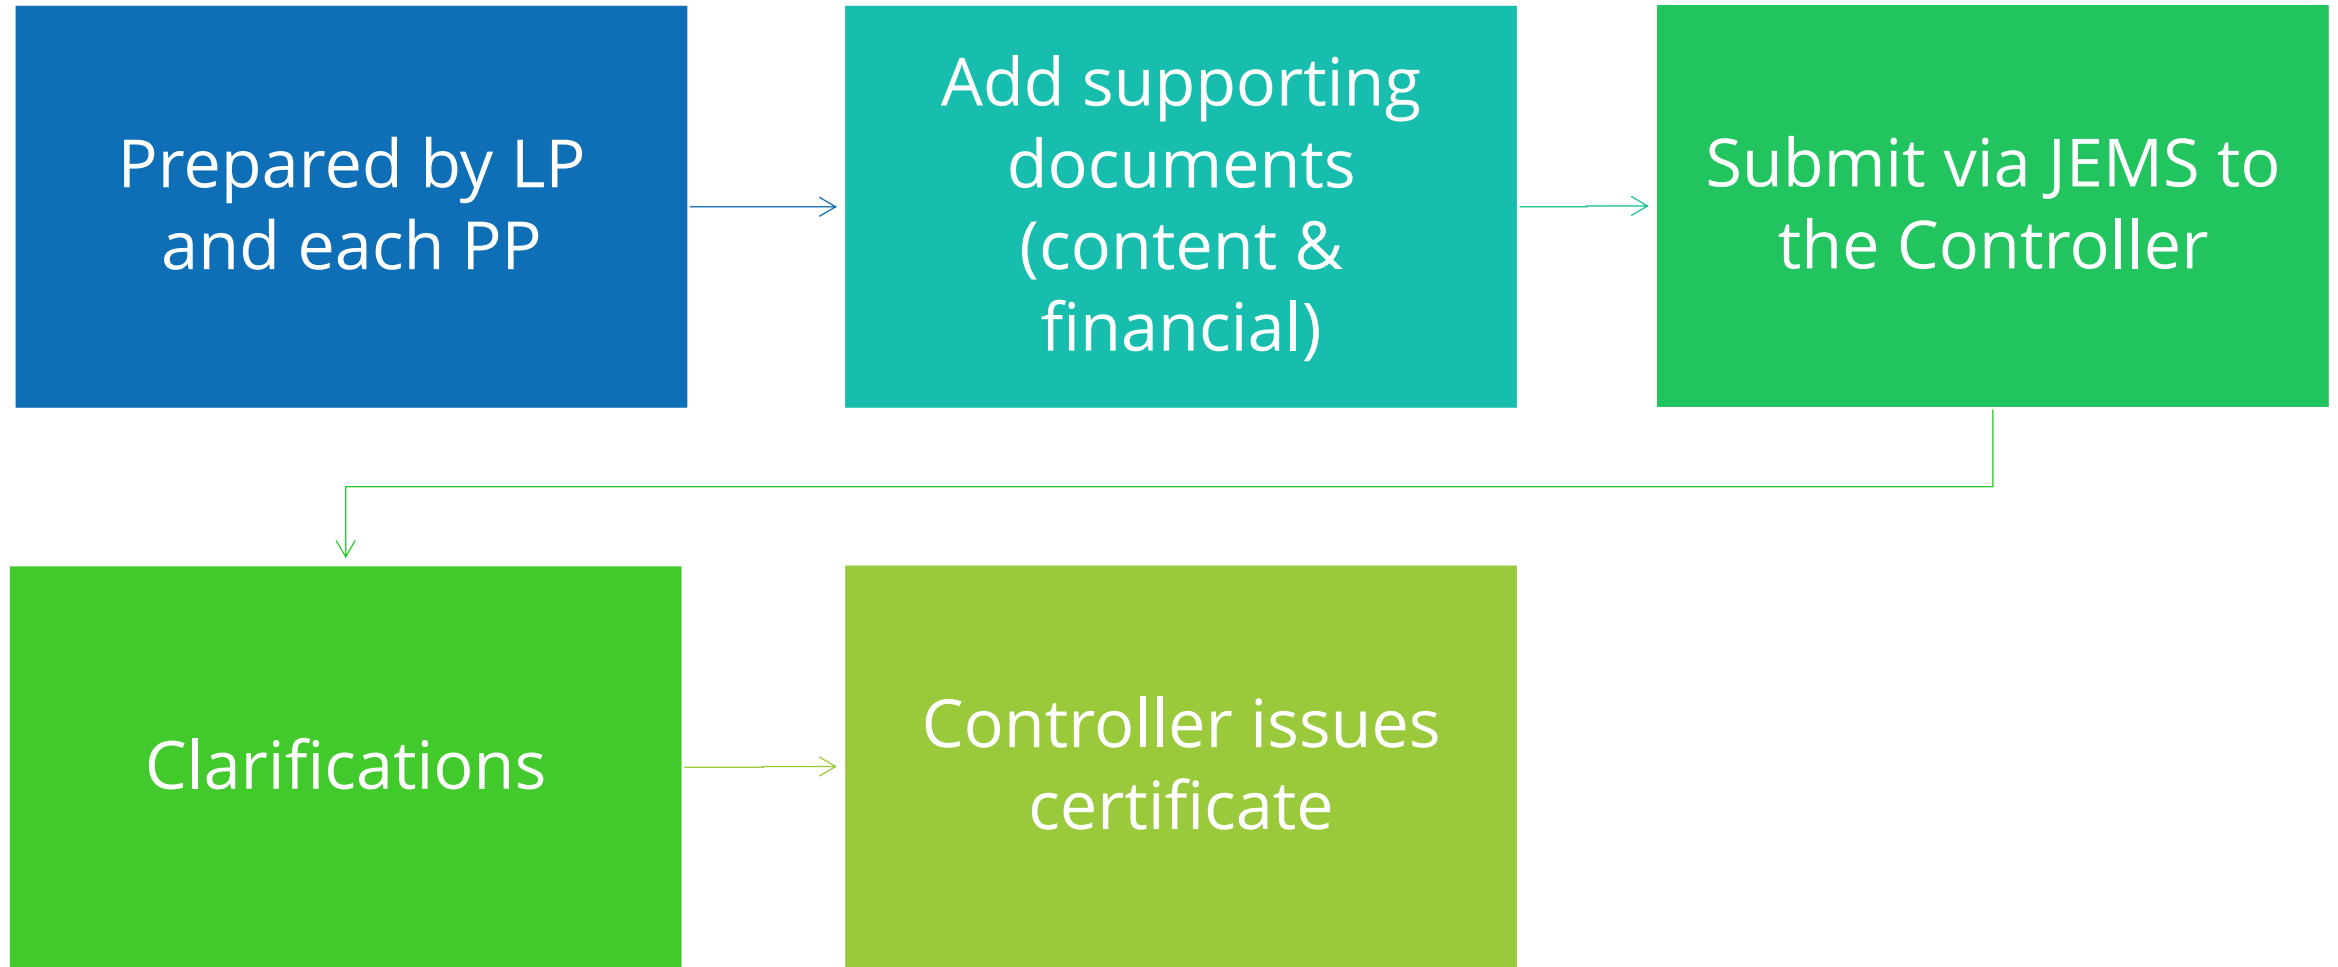 Prepared by LP
and each PP
Add supporting
documents
(content &
financial)
Submit via JEMS to
the Controller
Clarifications
Controller issues
certificate